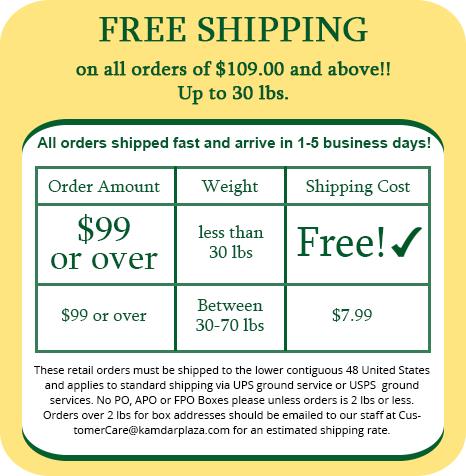 FREE SHIPPING
on all orders of $109.00 and above!!
Up to 30 lbs.
All orders shipped fast and arrive in 1-5 business days!
Order Amount Weight Shipping Cost
$99
or over
less than
30 lbs
Free!✓
$99 or over
Between
30-70 lbs
$7.99
These retail orders must be shipped to the lower contiguous 48 United States
and applies to standard shipping via UPS ground service or USPS ground
services. No PO, APO or FPO Boxes please unless orders is 2 lbs or less.
Orders over 2 lbs for box addresses should be emailed to our staff at Cus-
tomerCare@kamdarplaza.com for an estimated shipping rate.